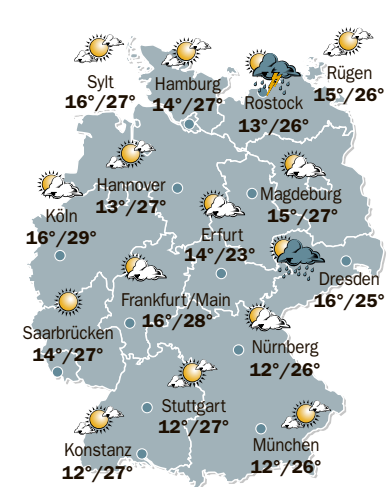 Sylt
16°/27°
Hamburg
14°/27°
Rügen
15°/26°
Rostock
13°/26°
Hannover
13°/27°
Magdeburg
15°/27°
Köln
16°/29°
Erfurt
14°/23°
Dresden
16°/25°
Frankfurt/Main
16°/28°
Saarbrücken
14°/27°
Nürnberg
12°/26°
Stuttgart
12°/27°
Konstanz
12°/27°
München
12°/26°